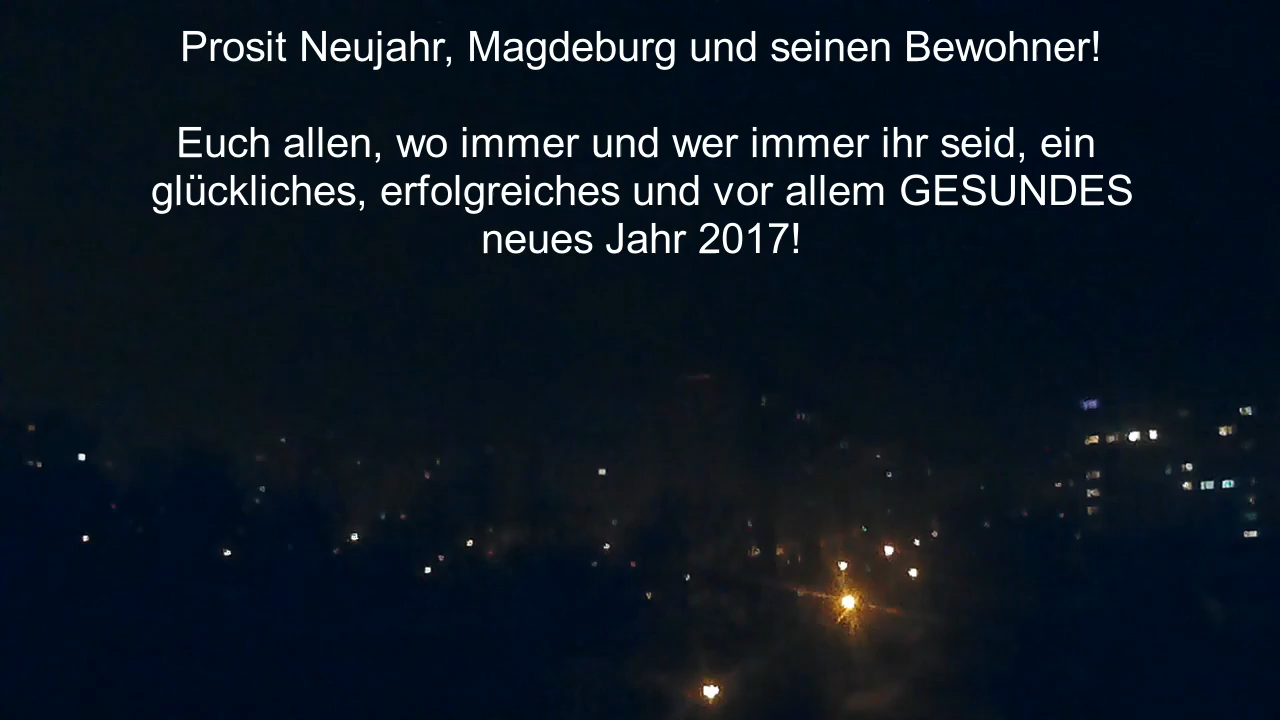 Prosit Neujahr, Magdeburg und seinen Bewohner!
Euch allen, wo immer und wer immer ihr seid, ein
glückliches, erfolgreiches und vor allem GESUNDES
neues Jahr 2017!